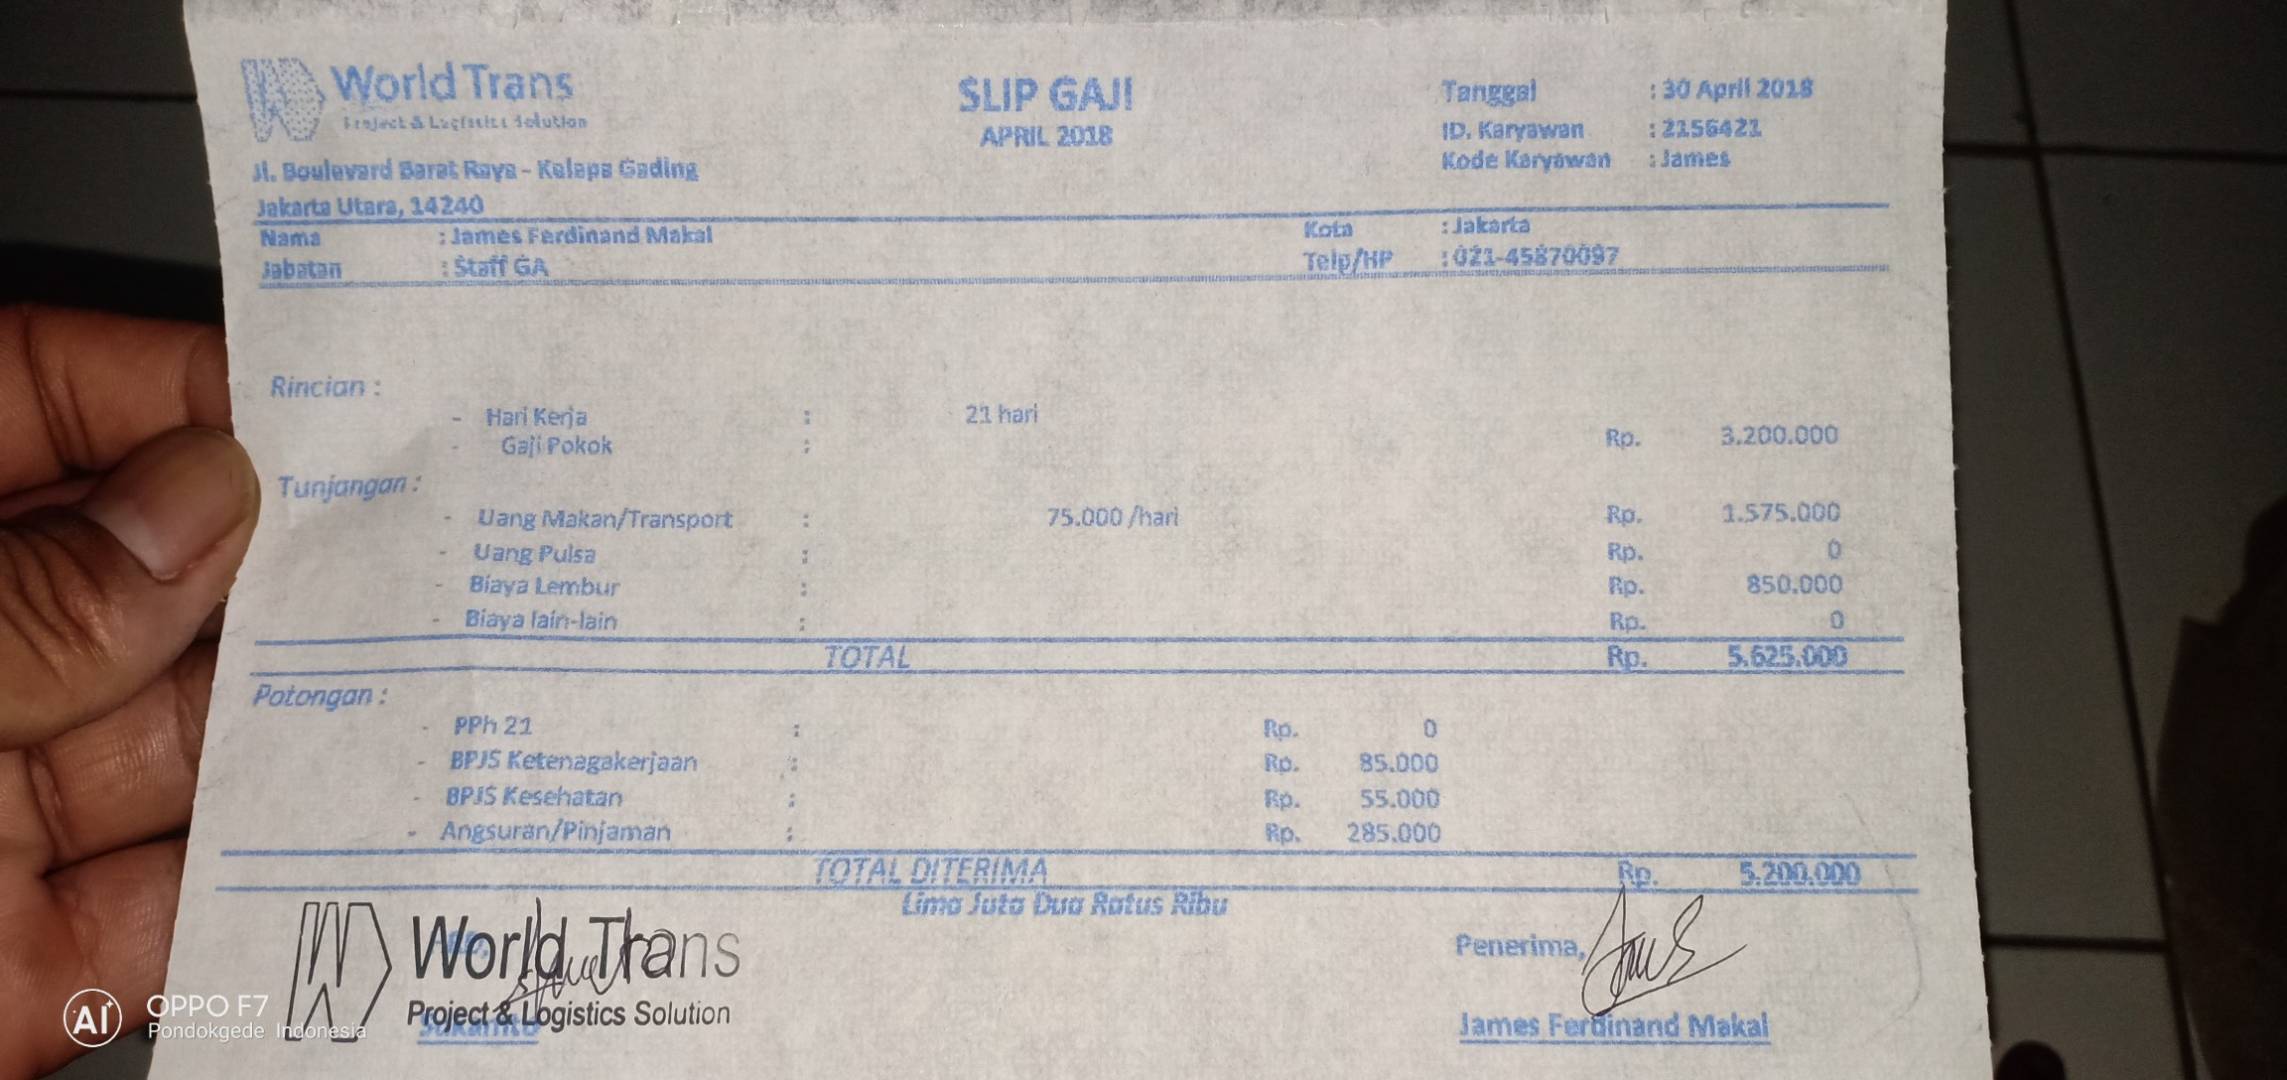 World Trans
Project & Logistics Solution
Jl. Boulevard Barat Raya - Kelapa Gading
Jakarta Utara, 14240
SLIP GAJI
APRIL 2018
Tanggal : 30 April 2018
ID. Karyawan : 2156421
Kode Karyawan : James
Nama : James Ferdinand Makal
Jabatan : Staff GA
Kota : Jakarta
Telp/HP : 021-45870097
Rincian :
- Hari Kerja : 21 hari
- Gaji Pokok : Rp. 3.200.000
Tunjangan :
- Uang Makan/Transport : 75.000 /hari Rp. 1.575.000
- Uang Pulsa : Rp. 0
- Biaya Lembur : Rp. 850.000
- Biaya lain-lain : Rp. 0
TOTAL Rp. 5.625.000
Potongan :
- PPh 21 : Rp. 0
- BPJS Ketenagakerjaan : Rp. 85.000
- BPJS Kesehatan : Rp. 55.000
- Angsuran/Pinjaman : Rp. 285.000
TOTAL DITERIMA Rp. 5.200.000
Lima Juta Dua Ratus Ribu
World Trans
Project & Logistics Solution
Penerima,
James Ferdinand Makal
AI
OPPO F7
Pondokgede Indonesia